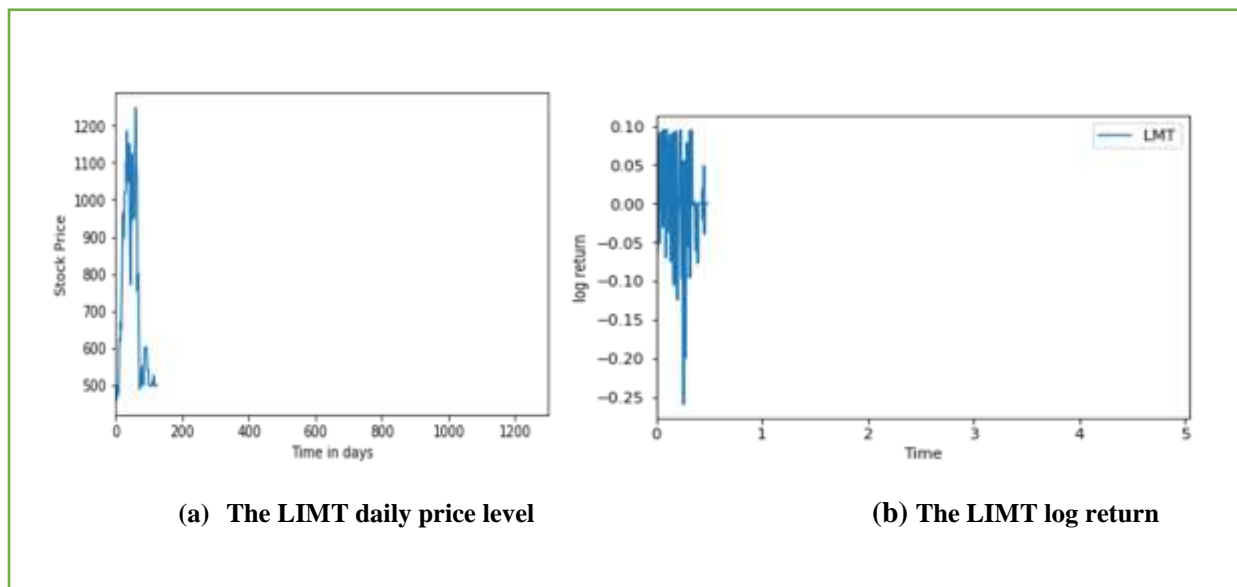 1200
1100
1000
900
800
700
600
500
Stock Price
0 200 400 600 800 1000 1200
Time in days
(a) The LIMT daily price level
LMT
0.10
0.05
0.00
−0.05
−0.10
−0.15
−0.20
−0.25
log return
0 1 2 3 4 5
Time
(b) The LIMT log return